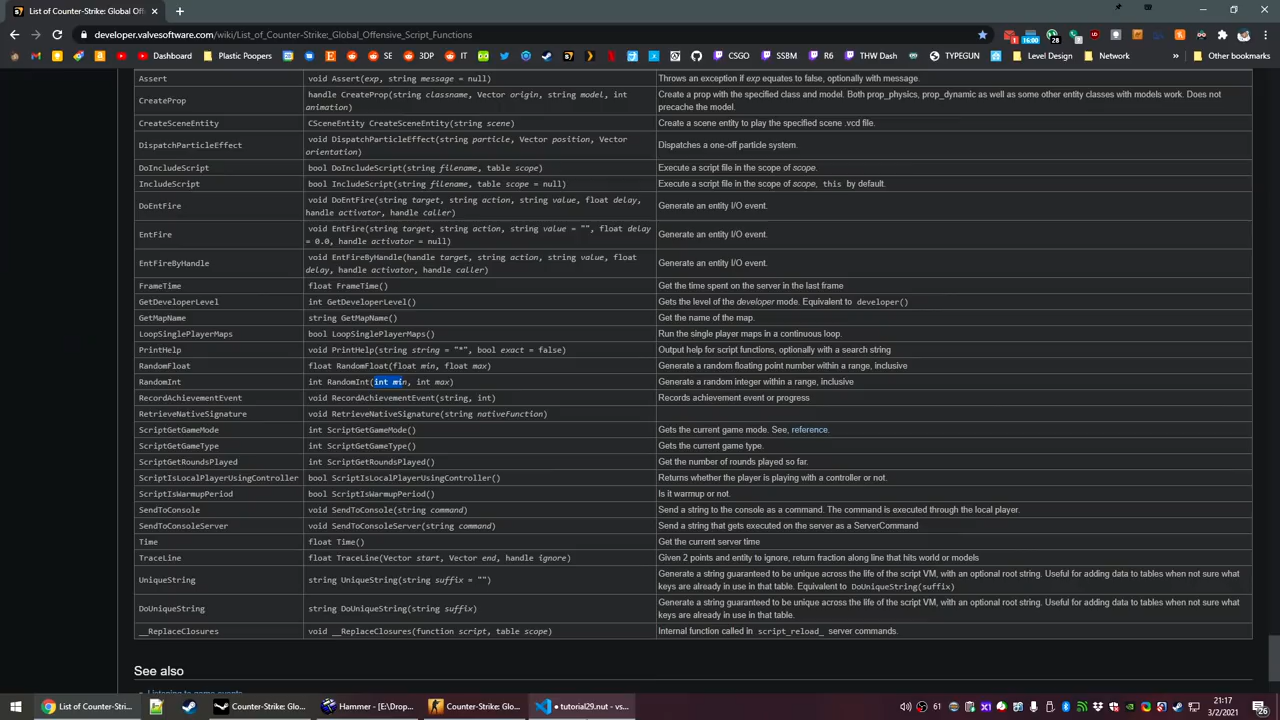 List of Counter-Strike: Global Off
developer.valvesoftware.com/wiki/List_of_Counter-Strike:_Global_Offensive_Script_Functions
Dashboard Plastic Poopers SEB 3DP IT CSGO SSBM R6 THW Dash TYPEGUN Level 28 Network Other bookmarks
Assert void Assert(exp, string message = null) Throws an exception if exp equates to false, optionally with message.
CreateProp handle CreateProp(string classname, Vector origin, string model, int Create a prop with the specified class and model. Both prop_physics, prop_dynamic as well as some other entity classes with models work. Does not
animation) precache the model.
CreateSceneEntity CSceneEntity CreateSceneEntity(string scene) Create a scene entity to play the specified scene .vcd file.
DispatchParticleEffect void DispatchParticleEffect(string particle, Vector position, Vector Dispatches a one-off particle system.
orientation)
DoIncludeScript bool DoIncludeScript(string filename, table scope) Execute a script file in the scope of scope.
IncludeScript bool IncludeScript(string filename, table scope = null) Execute a script file in the scope of scope, this by default.
DoEntFire void DoEntFire(string target, string action, string value, float delay, Generate an entity I/O event.
handle activator, handle caller)
EntFire void EntFire(string target, string action, string value = "", float delay Generate an entity I/O event.
= 0.0, handle activator = null)
EntFireByHandle void EntFireByHandle(handle target, string action, string value, float Generate an entity I/O event.
delay, handle activator, handle caller)
FrameTime float FrameTime() Get the time spent on the server in the last frame
GetDeveloperLevel int GetDeveloperLevel() Gets the level of the developer mode. Equivalent to developer()
GetMapName string GetMapName() Get the name of the map.
LoopSinglePlayerMaps bool LoopSinglePlayerMaps() Run the single player maps in a continuous loop.
PrintHelp void PrintHelp(string string = "*", bool exact = false) Output help for script functions, optionally with a search string
RandomFloat float RandomFloat(float min, float max) Generate a random floating point number within a range, inclusive
RandomInt int RandomInt(int min, int max) Generate a random integer within a range, inclusive
RecordAchievementEvent void RecordAchievementEvent(string, int) Records achievement event or progress
RetrieveNativeSignature void RetrieveNativeSignature(string nativeFunction)
ScriptGetGameMode int ScriptGetGameMode() Gets the current game mode. See, reference.
ScriptGetGameType int ScriptGetGameType() Gets the current game type.
ScriptGetRoundsPlayed int ScriptGetRoundsPlayed() Get the number of rounds played so far.
ScriptIsLocalPlayerUsingController bool ScriptIsLocalPlayerUsingController() Returns whether the player is playing with a controller or not.
ScriptIsWarmupPeriod bool ScriptIsWarmupPeriod() Is it warmup or not.
SendToConsole void SendToConsole(string command) Send a string to the console as a command. The command is executed through the local player.
SendToConsoleServer void SendToConsoleServer(string command) Send a string that gets executed on the server as a ServerCommand
Time float Time() Get the current server time
TraceLine float TraceLine(Vector start, Vector end, handle ignore) Given 2 points and entity to ignore, return fraction along line that hits world or models
UniqueString string UniqueString(string suffix = "") Generate a string guaranteed to be unique across the life of the script VM, with an optional root string. Useful for adding data to tables when not sure what
keys are already in use in that table. Equivalent to DoUniqueString(suffix)
DoUniqueString string DoUniqueString(string suffix) Generate a string guaranteed to be unique across the life of the script VM, with an optional root string. Useful for adding data to tables when not sure what
keys are already in use in that table.
__ReplaceClosures void __ReplaceClosures(function script, table scope) Internal function called in script_reload_ server commands.
See also
Listening to game events
List of Counter-Stri... Counter-Strike: Glob... Hammer - [E:\Drop... Counter-Strike: Glo... • tutorial29.nut - vs... 61 21:17
3/2/2021